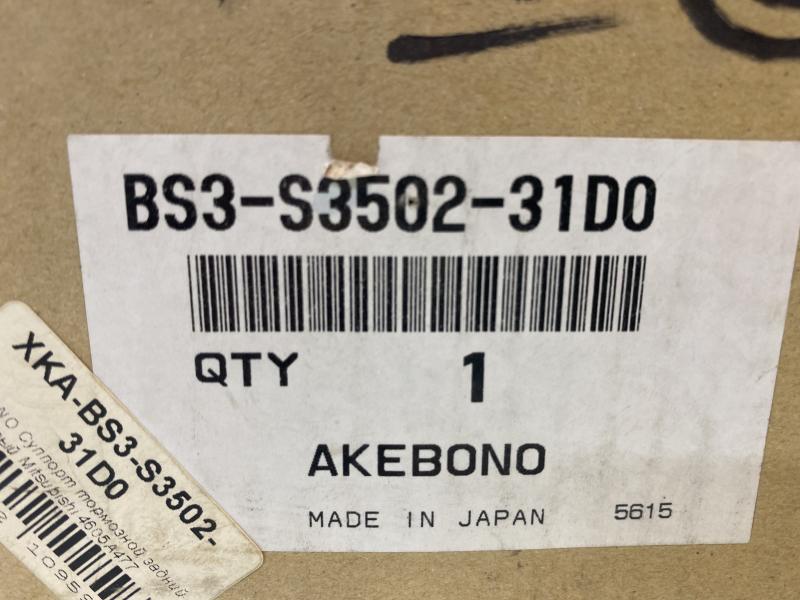 BS3-S3502-31D0
QTY 1
AKEBONO
MADE IN JAPAN 5615
XKA-BS3-S3502-
31D0
Суппорт тормозной задний
Mitsubishi 4605A477